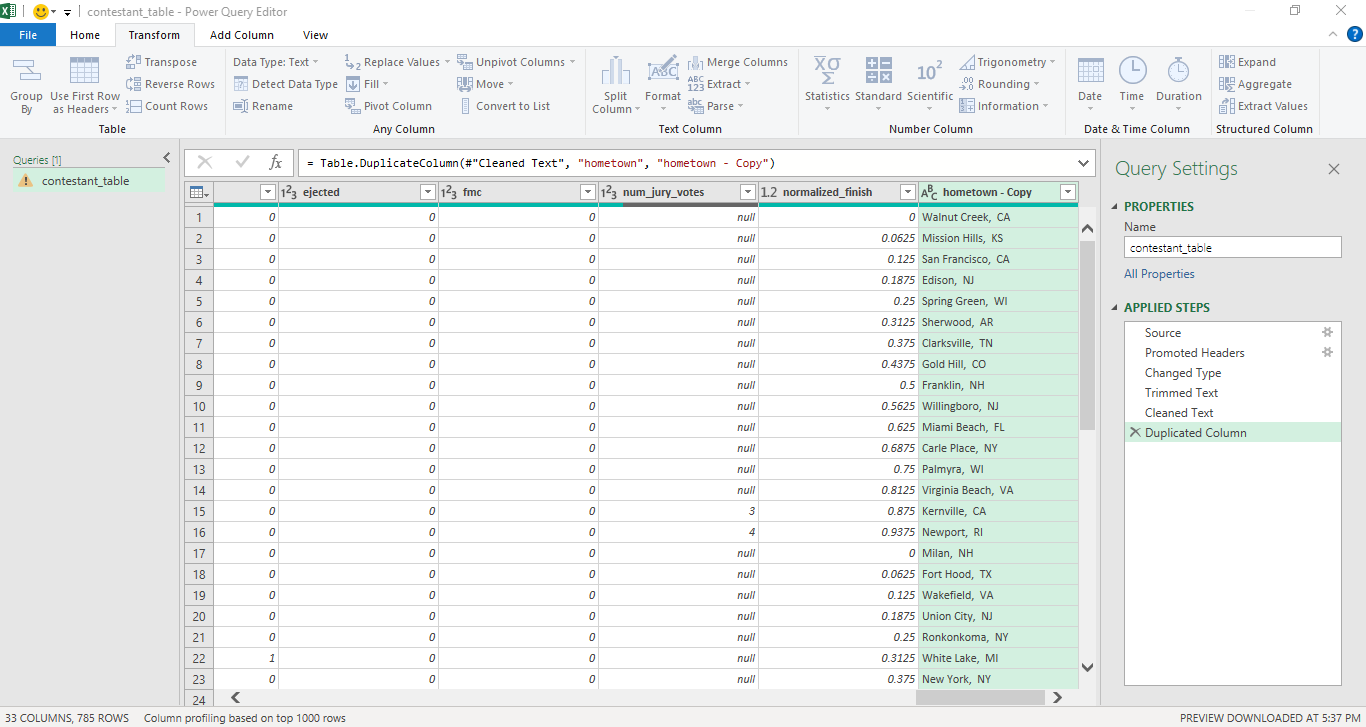 contestant_table - Power Query Editor
File Home Transform Add Column View
Group By
Use First Row as Headers
Transpose
Reverse Rows
Count Rows
Table
Data Type: Text
Detect Data Type
Rename
Replace Values
Fill
Pivot Column
Unpivot Columns
Move
Convert to List
Any Column
Split Column
Format
Merge Columns
Extract
Parse
Text Column
Statistics
Standard
Scientific
Trigonometry
Rounding
Information
Number Column
Date
Time
Duration
Date & Time Column
Expand
Aggregate
Extract Values
Structured Column
Queries [1]
contestant_table
= Table.DuplicateColumn(#"Cleaned Text", "hometown", "hometown - Copy")
ejected fmc num_jury_votes normalized_finish hometown - Copy
1 0 0 0 null 0 Walnut Creek, CA
2 0 0 0 null 0.0625 Mission Hills, KS
3 0 0 0 null 0.125 San Francisco, CA
4 0 0 0 null 0.1875 Edison, NJ
5 0 0 0 null 0.25 Spring Green, WI
6 0 0 0 null 0.3125 Sherwood, AR
7 0 0 0 null 0.375 Clarksville, TN
8 0 0 0 null 0.4375 Gold Hill, CO
9 0 0 0 null 0.5 Franklin, NH
10 0 0 0 null 0.5625 Willingboro, NJ
11 0 0 0 null 0.625 Miami Beach, FL
12 0 0 0 null 0.6875 Carle Place, NY
13 0 0 0 null 0.75 Palmyra, WI
14 0 0 0 null 0.8125 Virginia Beach, VA
15 0 0 0 3 0.875 Kernville, CA
16 0 0 0 4 0.9375 Newport, RI
17 0 0 0 null 0 Milan, NH
18 0 0 0 null 0.0625 Fort Hood, TX
19 0 0 0 null 0.125 Wakefield, VA
20 0 0 0 null 0.1875 Union City, NJ
21 0 0 0 null 0.25 Ronkonkoma, NY
22 1 0 0 null 0.3125 White Lake, MI
23 0 0 0 null 0.375 New York, NY
24
Query Settings
PROPERTIES
Name
contestant_table
All Properties
APPLIED STEPS
Source
Promoted Headers
Changed Type
Trimmed Text
Cleaned Text
Duplicated Column
33 COLUMNS, 785 ROWS Column profiling based on top 1000 rows PREVIEW DOWNLOADED AT 5:37 PM